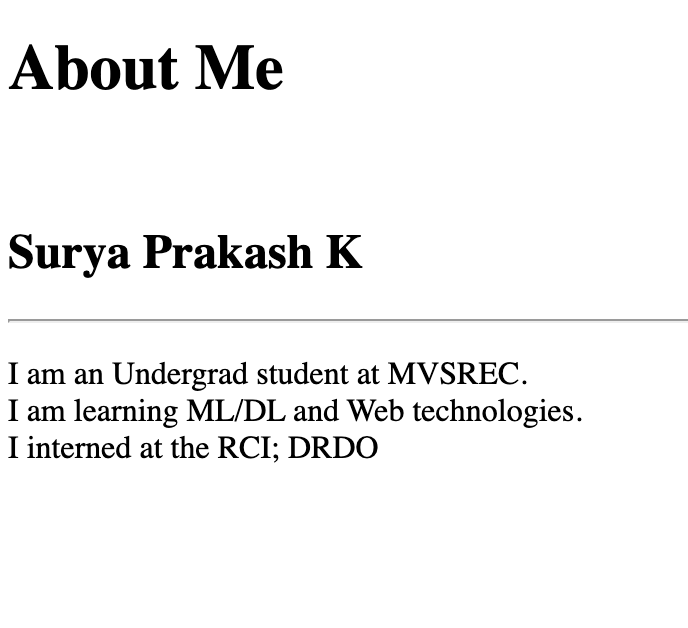 About Me
Surya Prakash K
I am an Undergrad student at MVSREC.
I am learning ML/DL and Web technologies.
I interned at the RCI; DRDO